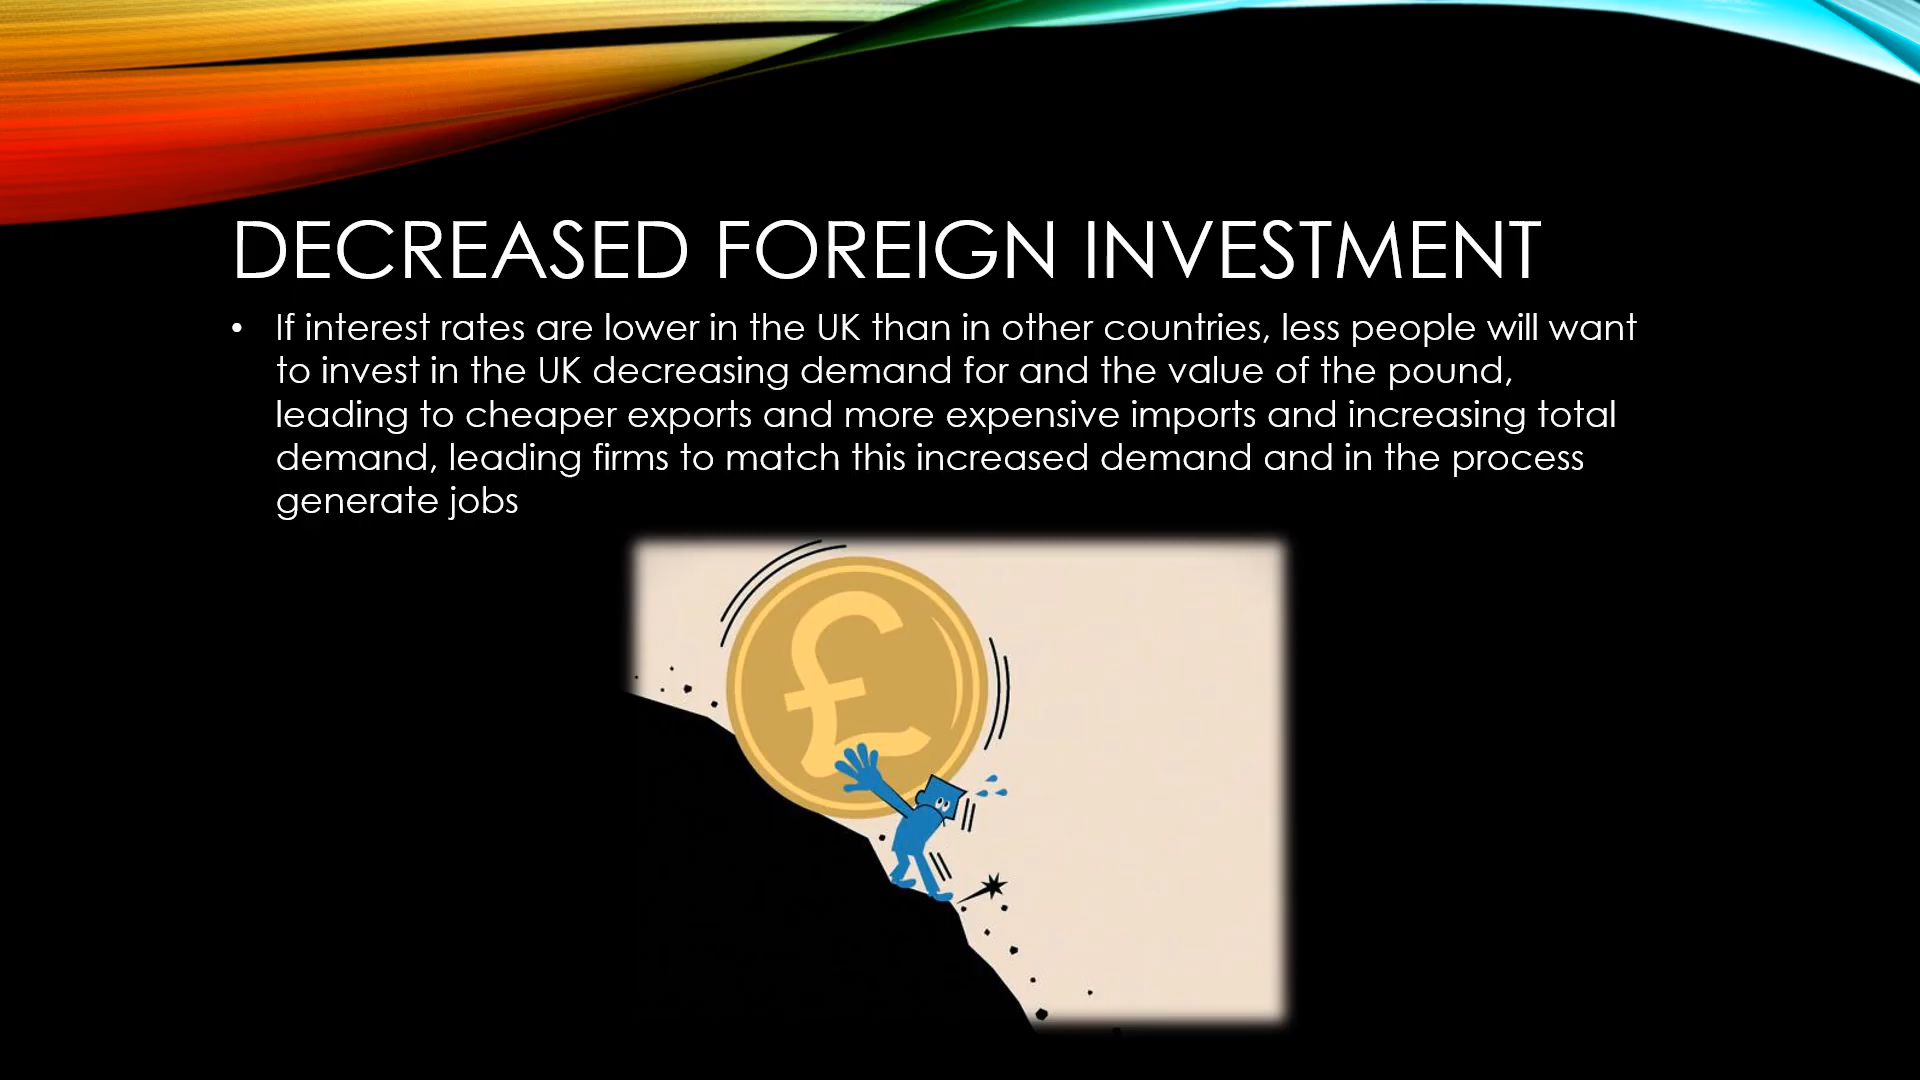 DECREASED FOREIGN INVESTMENT
• If interest rates are lower in the UK than in other countries, less people will want
to invest in the UK decreasing demand for and the value of the pound,
leading to cheaper exports and more expensive imports and increasing total
demand, leading firms to match this increased demand and in the process
generate jobs
£